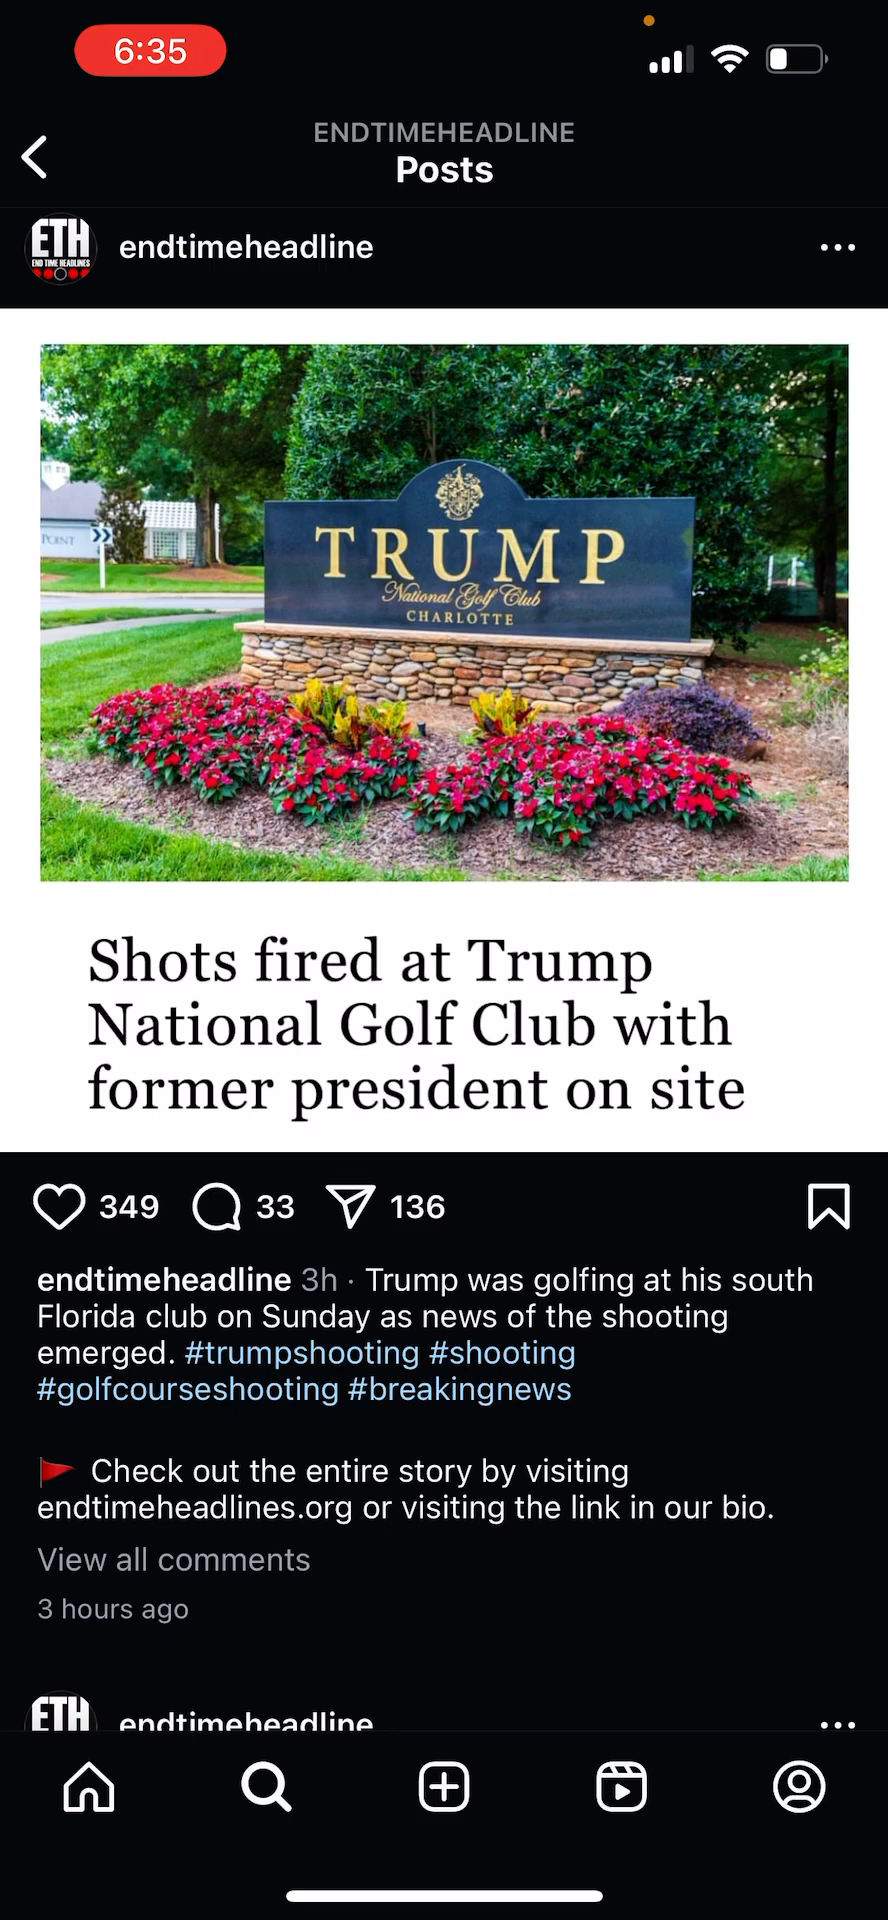 6:35
ENDTIMEHEADLINE
Posts
ETH
END TIME HEADLINES
endtimeheadline
POINT
TRUMP
National Golf Club
CHARLOTTE
Shots fired at Trump
National Golf Club with
former president on site
349 33 136
endtimeheadline 3h · Trump was golfing at his south
Florida club on Sunday as news of the shooting
emerged. #trumpshooting #shooting
#golfcourseshooting #breakingnews
🚩 Check out the entire story by visiting
endtimeheadlines.org or visiting the link in our bio.
View all comments
3 hours ago
ETH
endtimeheadline